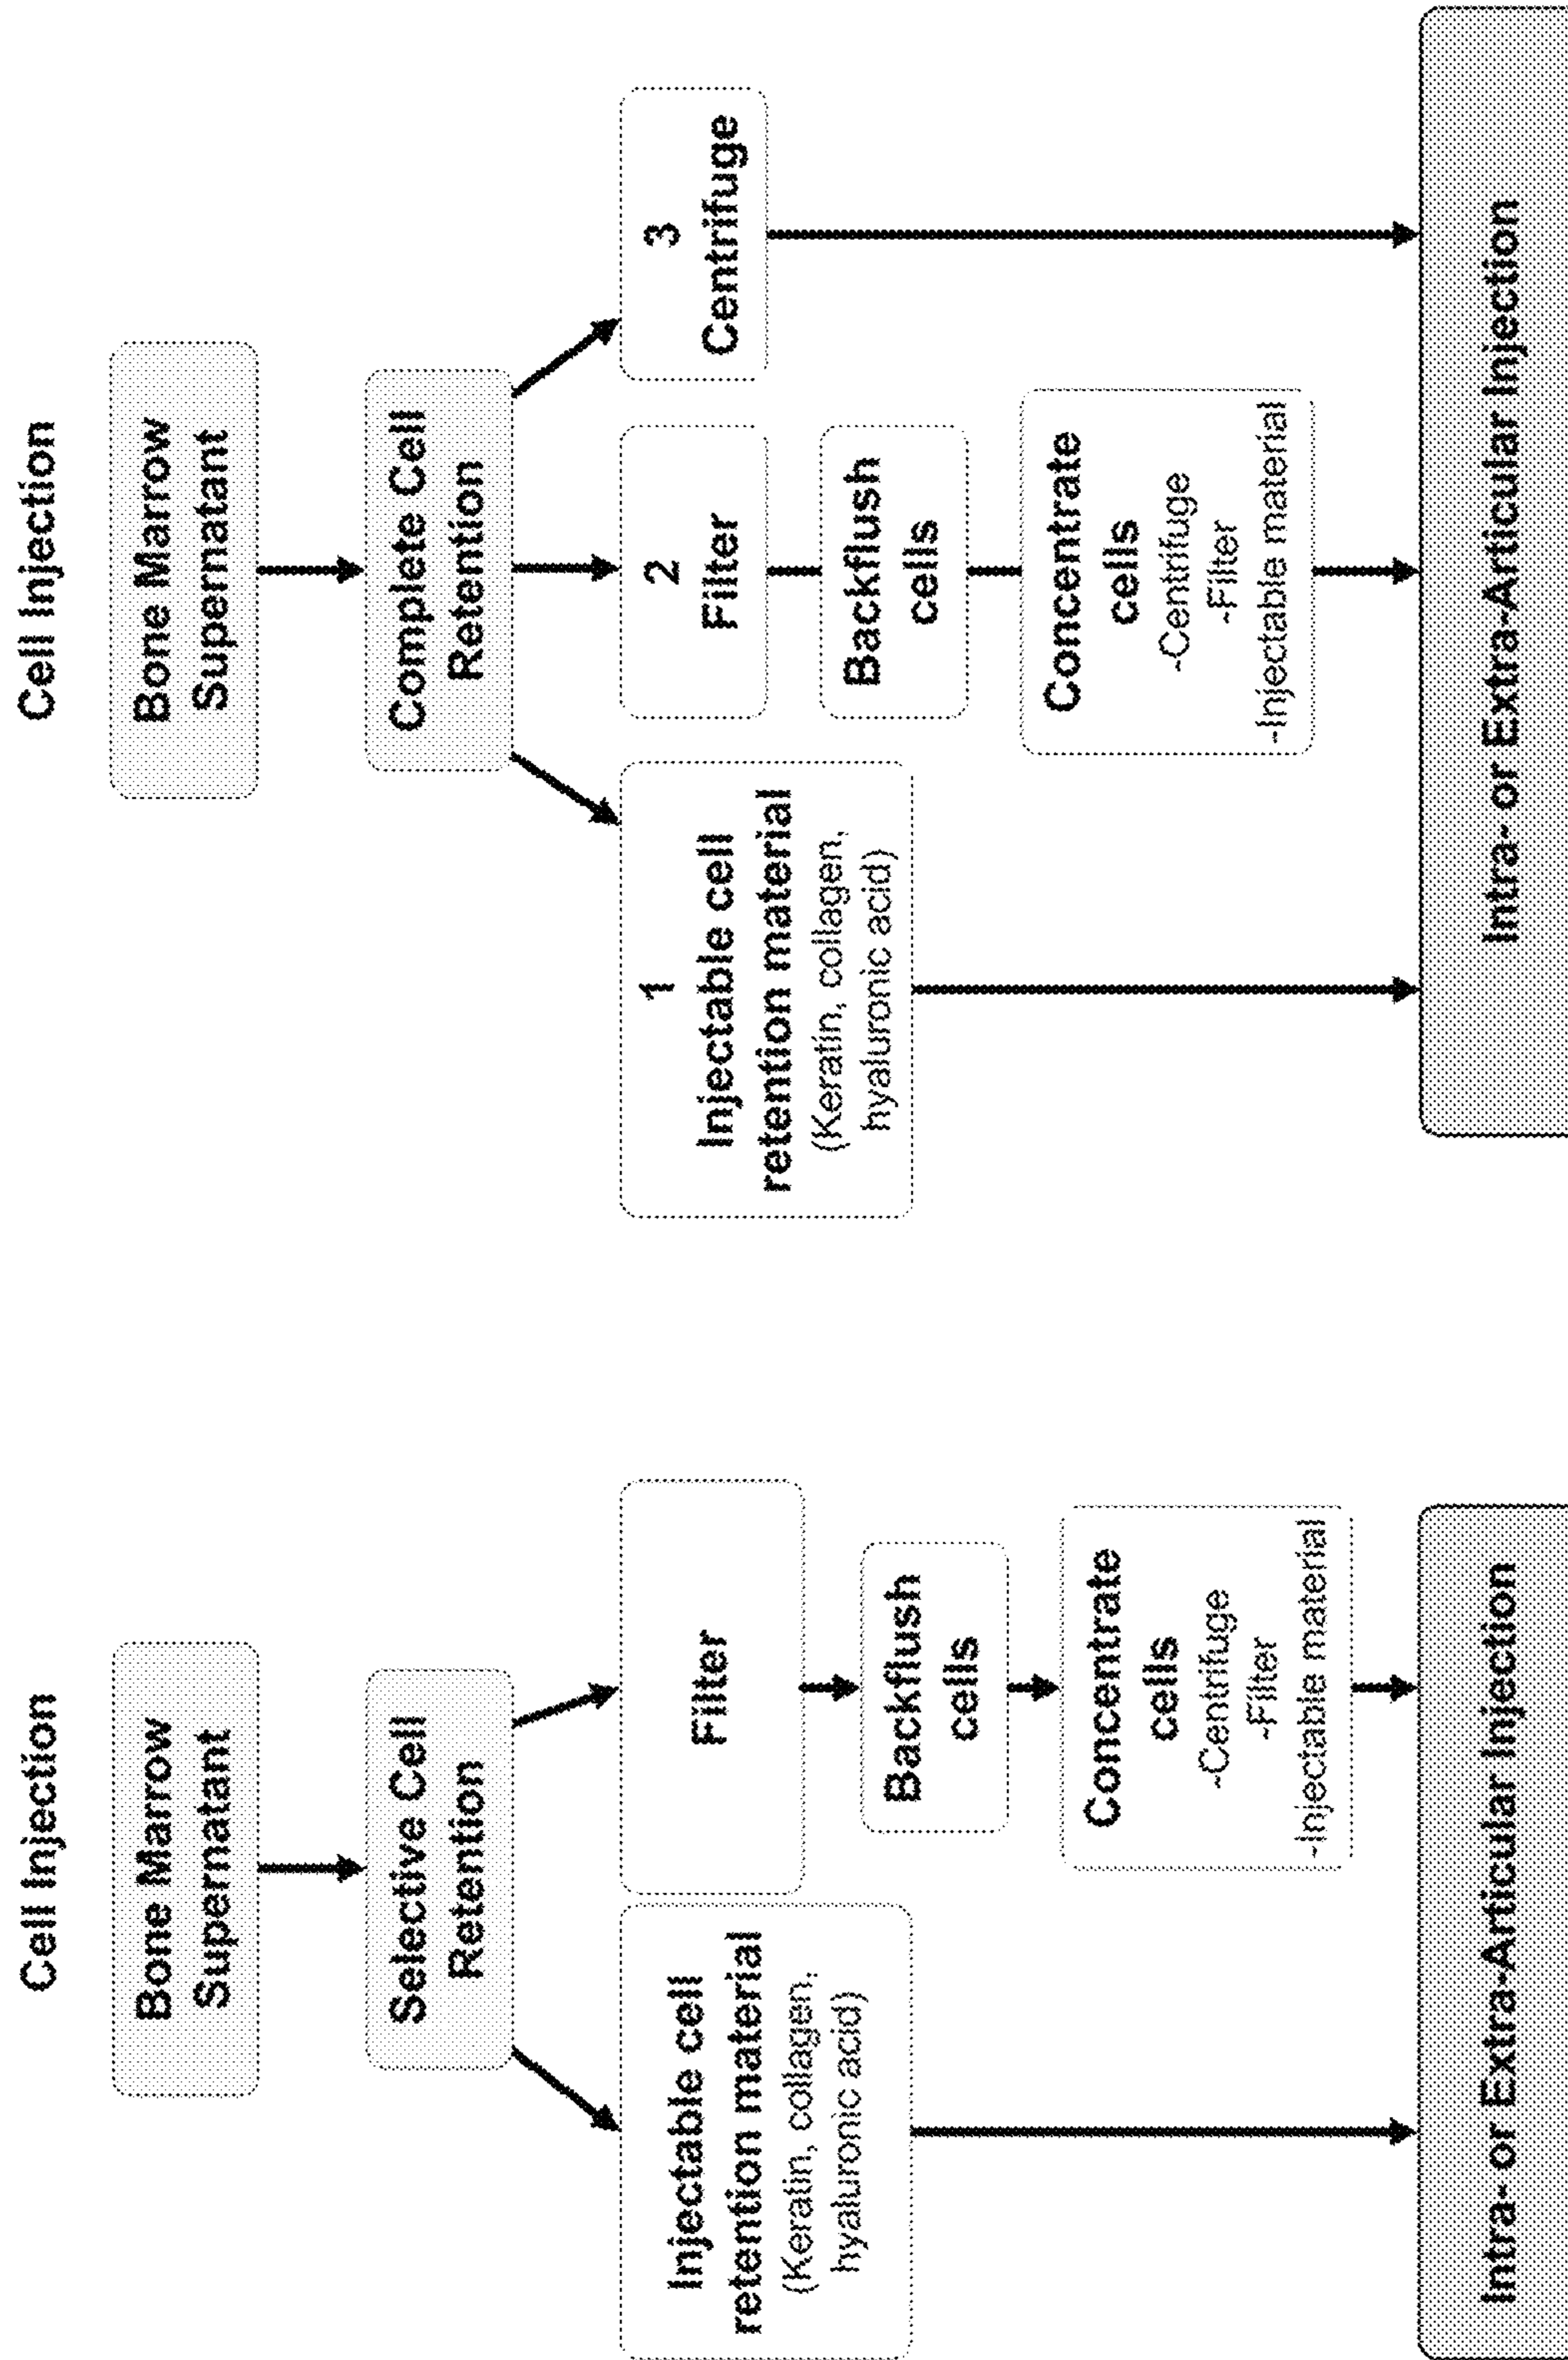 Cell Injection
Bone Marrow
Supernatant
Selective Cell
Retention
Injectable cell
retention material
(Keratin, collagen,
hyaluronic acid)
Filter
Backflush
cells
Concentrate
cells
-Centrifuge
-Filter
-Injectable material
Intra- or Extra-Articular Injection
Cell Injection
Bone Marrow
Supernatant
Complete Cell
Retention
1
Injectable cell
retention material
(Keratin, collagen,
hyaluronic acid)
2
Filter
Backflush
cells
Concentrate
cells
-Centrifuge
-Filter
-Injectable material
3
Centrifuge
Intra- or Extra-Articular Injection